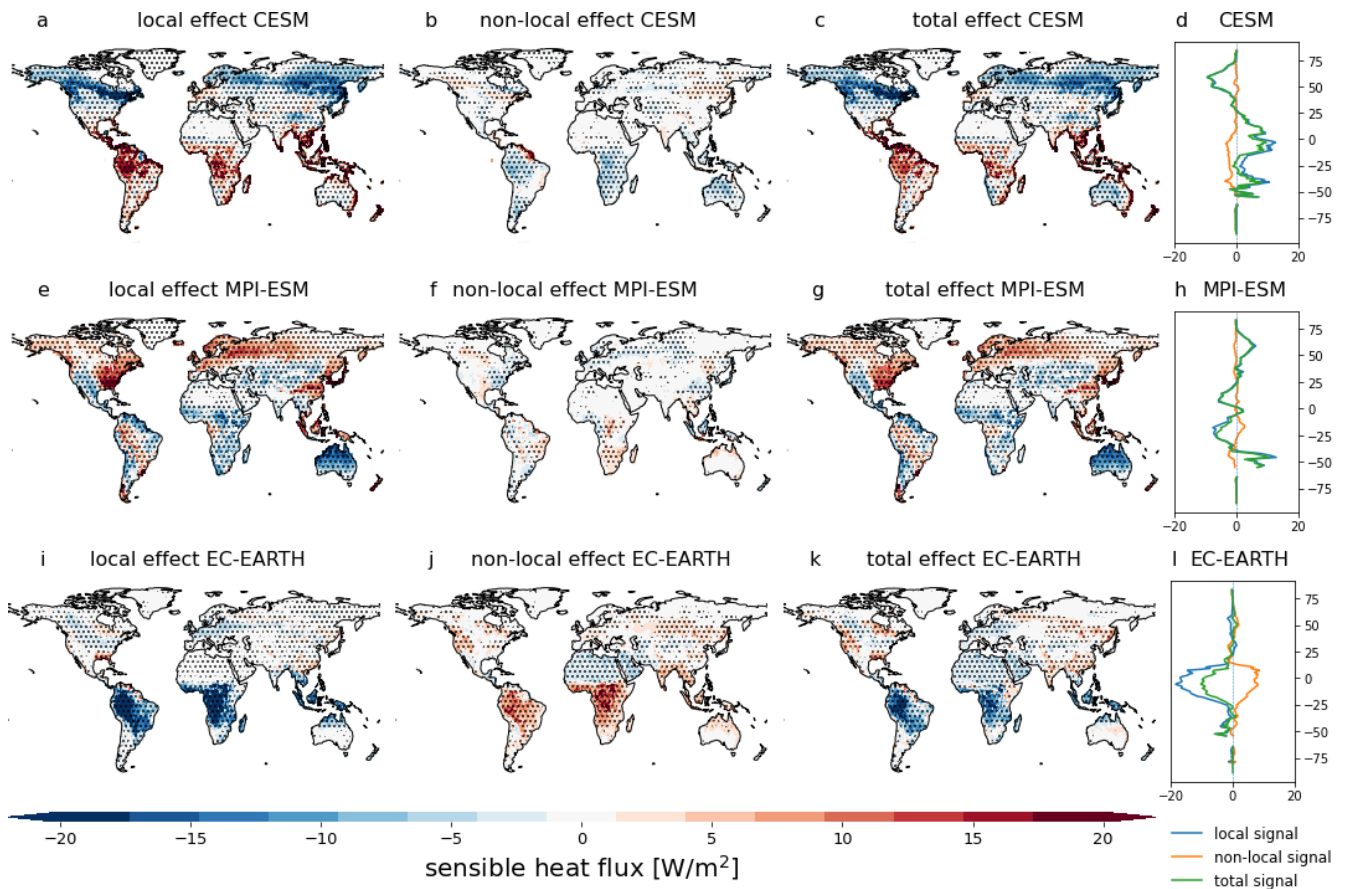 a local effect CESM
b non-local effect CESM
c total effect CESM
d CESM
75
50
25
0
−25
−50
−75
−20 0 20
e local effect MPI-ESM
f non-local effect MPI-ESM
g total effect MPI-ESM
h MPI-ESM
75
50
25
0
−25
−50
−75
−20 0 20
i local effect EC-EARTH
j non-local effect EC-EARTH
k total effect EC-EARTH
l EC-EARTH
75
50
25
0
−25
−50
−75
−20 0 20
−20 −15 −10 −5 0 5 10 15 20
sensible heat flux [W/m²]
local signal
non-local signal
total signal